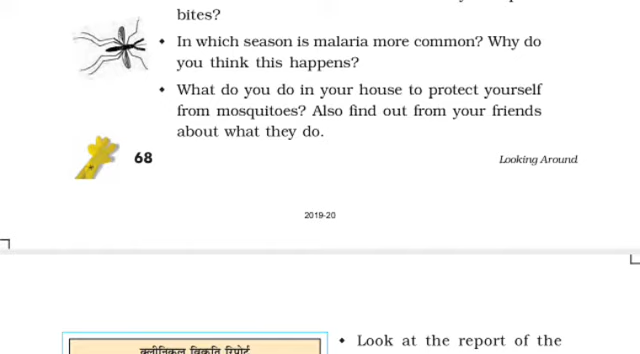 bites?
◆ In which season is malaria more common? Why do
you think this happens?
◆ What do you do in your house to protect yourself
from mosquitoes? Also find out from your friends
about what they do.
68
Looking Around
2019-20
क्लीनिकल विकृति रिपोर्ट
◆ Look at the report of the